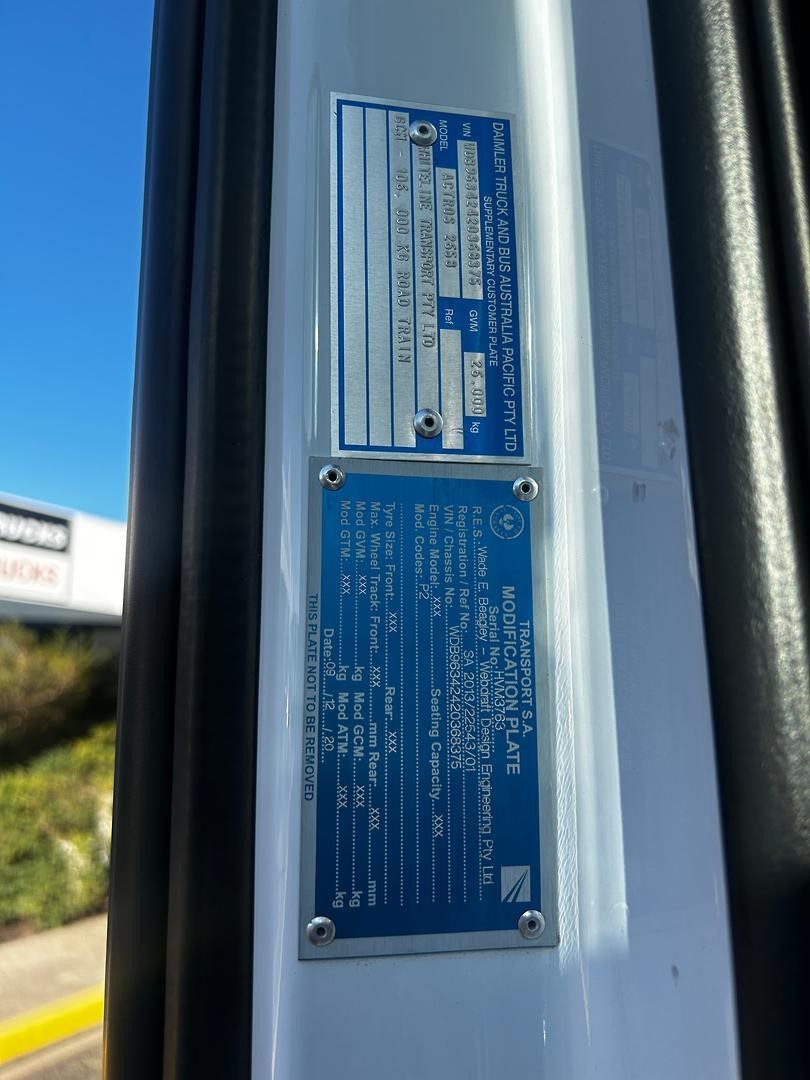 DAIMLER TRUCK AND BUS AUSTRALIA PACIFIC PTY LTD
SUPPLEMENTARY CUSTOMER PLATE
VIN WDB96342420368375 GVM 26,000 kg
MODEL ACTROS 2658 Ref
WHITELINE TRANSPORT PTY LTD
GCM - 106, 000 KG ROAD TRAIN
TRANSPORT S.A.
MODIFICATION PLATE
Serial No: HVM3763
R.E.S.: Wade E. Beagley – Webdraft Design Engineering Pty Ltd
Registration / Ref No: SA 2013/22543/01
VIN / Chassis No: WDB96342420368375
Engine Model: XXX Seating Capacity: XXX
Mod. Codes: P2
Tyre Size: Front: XXX Rear: XXX
Max. Wheel Track: Front: XXX mm Rear: XXX mm
Mod GVM: XXX kg Mod GCM: XXX kg
Mod GTM: XXX kg Mod ATM: XXX kg
Date: 09 / 12 / 20
THIS PLATE NOT TO BE REMOVED